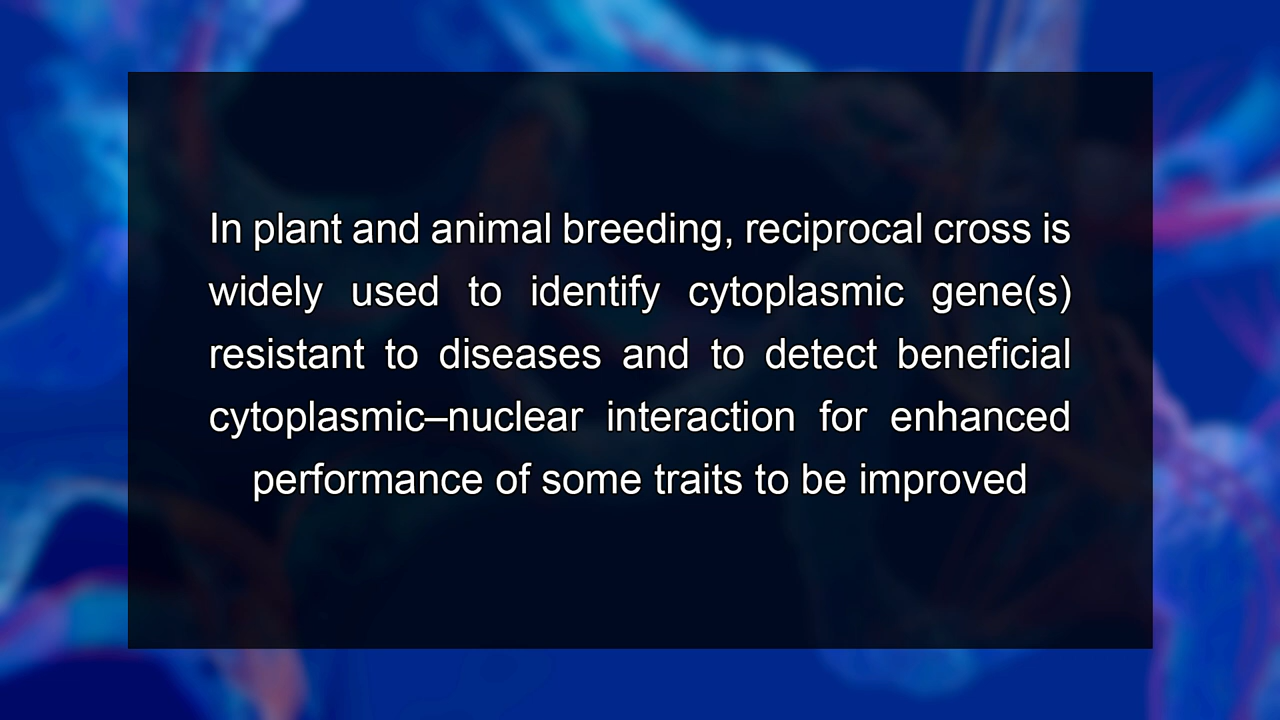 In plant and animal breeding, reciprocal cross is
widely used to identify cytoplasmic gene(s)
resistant to diseases and to detect beneficial
cytoplasmic–nuclear interaction for enhanced
performance of some traits to be improved